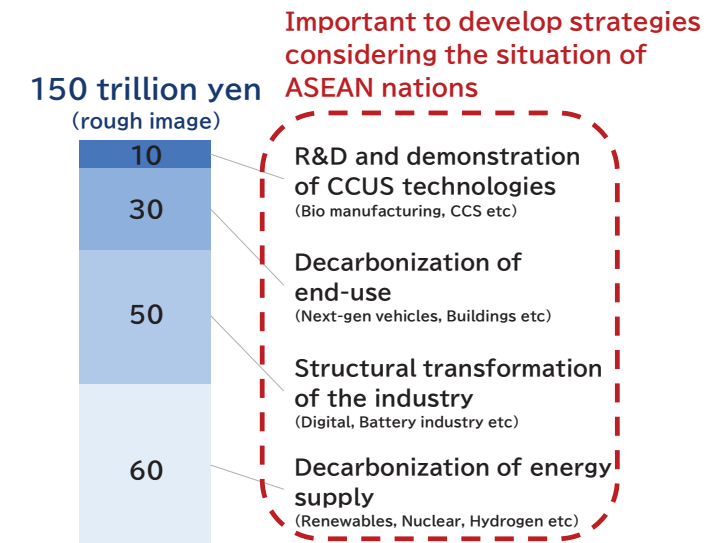 Important to develop strategies
considering the situation of
ASEAN nations
150 trillion yen
(rough image)
10
30
50
60
R&D and demonstration
of CCUS technologies
(Bio manufacturing, CCS etc)
Decarbonization of
end-use
(Next-gen vehicles, Buildings etc)
Structural transformation
of the industry
(Digital, Battery industry etc)
Decarbonization of energy
supply
(Renewables, Nuclear, Hydrogen etc)